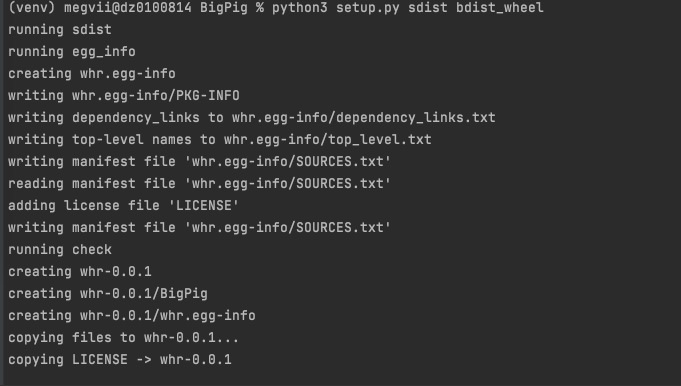 (venv) megvii@dz0100814 BigPig % python3 setup.py sdist bdist_wheel
running sdist
running egg_info
creating whr.egg-info
writing whr.egg-info/PKG-INFO
writing dependency_links to whr.egg-info/dependency_links.txt
writing top-level names to whr.egg-info/top_level.txt
writing manifest file 'whr.egg-info/SOURCES.txt'
reading manifest file 'whr.egg-info/SOURCES.txt'
adding license file 'LICENSE'
writing manifest file 'whr.egg-info/SOURCES.txt'
running check
creating whr-0.0.1
creating whr-0.0.1/BigPig
creating whr-0.0.1/whr.egg-info
copying files to whr-0.0.1...
copying LICENSE -> whr-0.0.1